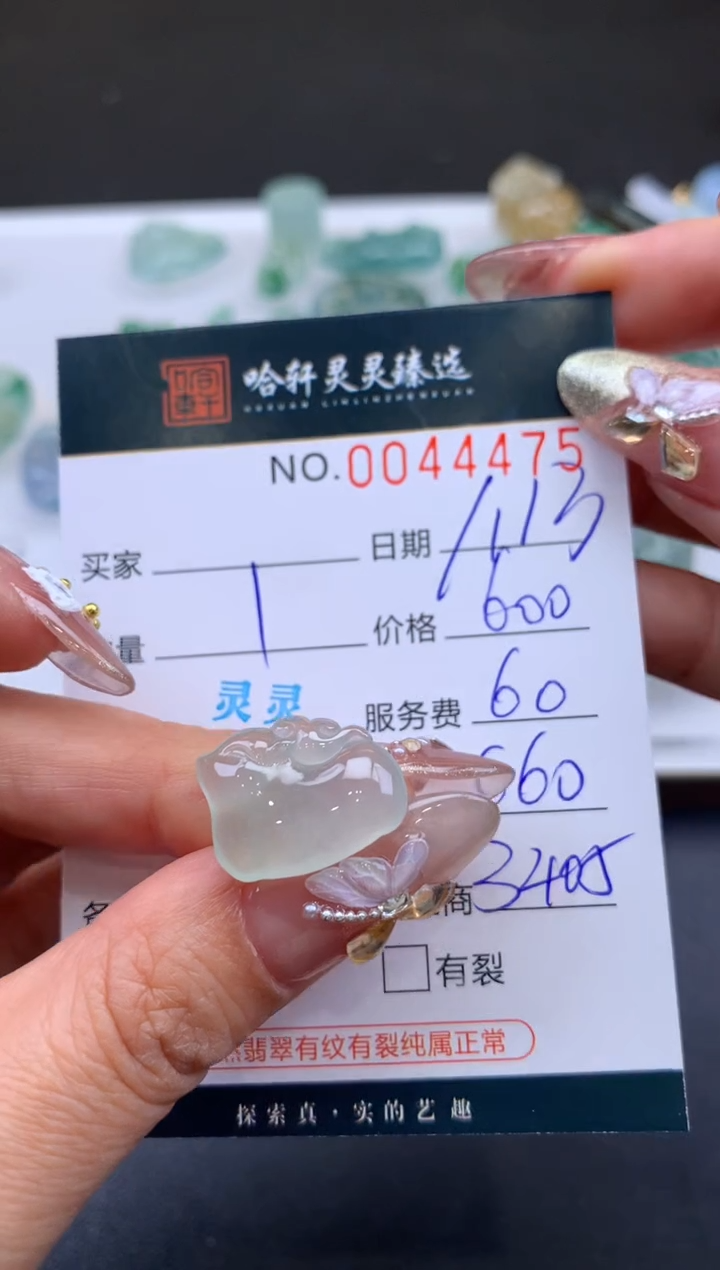 哈轩灵灵臻选
NO.0044475
买家 日期 1.13
量 1 价格 600
灵灵 服务费 60
660
商 3405
有裂
翡翠有纹有裂纯属正常
探索真·实的艺趣